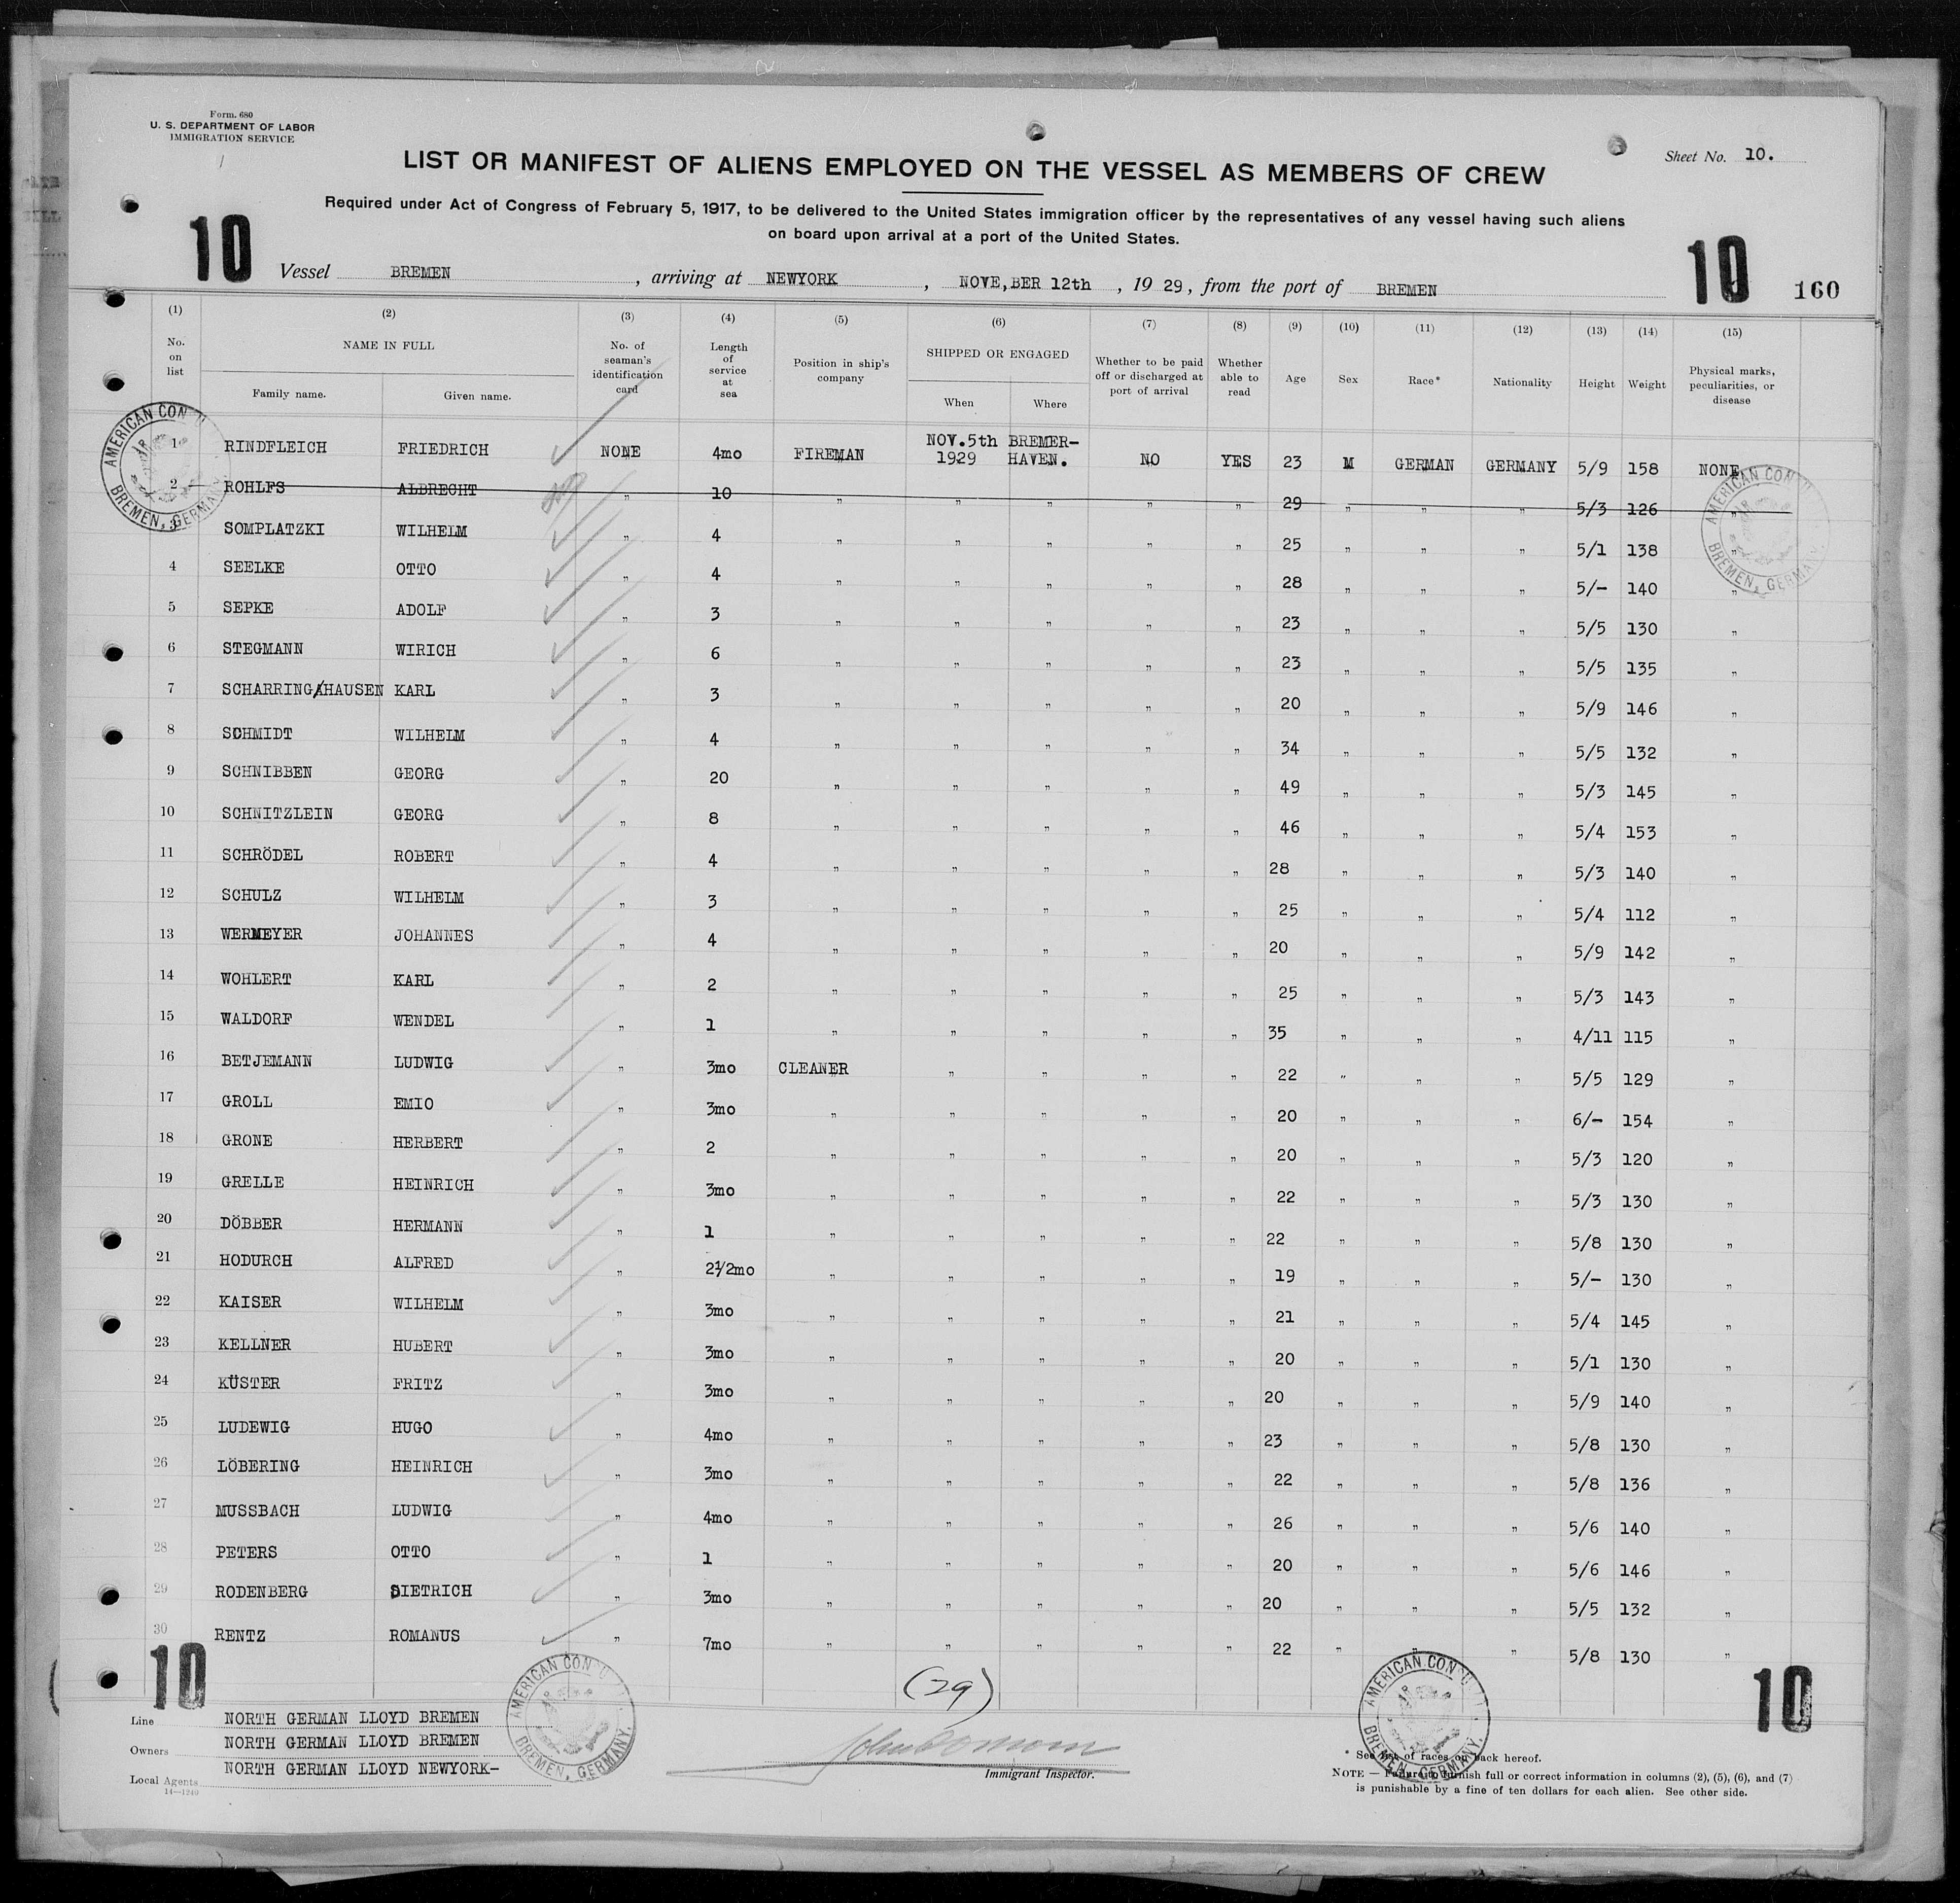 Form 680
U. S. DEPARTMENT OF LABOR
IMMIGRATION SERVICE
Sheet No. 10.
LIST OR MANIFEST OF ALIENS EMPLOYED ON THE VESSEL AS MEMBERS OF CREW
Required under Act of Congress of February 5, 1917, to be delivered to the United States immigration officer by the representatives of any vessel having such aliens
on board upon arrival at a port of the United States.
10 10 160
Vessel BREMEN, arriving at NEWYORK, NOVE,BER 12th, 19 29, from the port of BREMEN
(1) (2) (3) (4) (5) (6) (7) (8) (9) (10) (11) (12) (13) (14) (15)
No. on list NAME IN FULL Family name. Given name. No. of seaman's identification card Length of service at sea Position in ship's company SHIPPED OR ENGAGED When Where Whether to be paid off or discharged at port of arrival Whether able to read Age Sex Race* Nationality Height Weight Physical marks, peculiarities, or disease
1 RINDFLEICH FRIEDRICH NONE 4mo FIREMAN NOV.5th 1929 BREMER-HAVEN. NO YES 23 M GERMAN GERMANY 5/9 158 NONE
2 ROHLFS ALBRECHT " 10 " " " " " 29 " " " 5/3 126 "
3 SOMPLATZKI WILHELM " 4 " " " " " 25 " " " 5/1 138 "
4 SEELKE OTTO " 4 " " " " " 28 " " " 5/- 140 "
5 SEPKE ADOLF " 3 " " " " " 23 " " " 5/5 130 "
6 STEGMANN WIRICH " 6 " " " " " 23 " " " 5/5 135 "
7 SCHARRINGHAUSEN KARL " 3 " " " " " 20 " " " 5/9 146 "
8 SCHMIDT WILHELM " 4 " " " " " 34 " " " 5/5 132 "
9 SCHNIBBEN GEORG " 20 " " " " " 49 " " " 5/3 145 "
10 SCHNITZLEIN GEORG " 8 " " " " " 46 " " " 5/4 153 "
11 SCHRÖDEL ROBERT " 4 " " " " " 28 " " " 5/3 140 "
12 SCHULZ WILHELM " 3 " " " " " 25 " " " 5/4 112 "
13 WERMEYER JOHANNES " 4 " " " " " 20 " " " 5/9 142 "
14 WOHLERT KARL " 2 " " " " " 25 " " " 5/3 143 "
15 WALDORF WENDEL " 1 " " " " " 35 " " " 4/11 115 "
16 BETJEMANN LUDWIG " 3mo CLEANER " " " " 22 " " " 5/5 129 "
17 GROLL EMIO " 3mo " " " " " 20 " " " 6/- 154 "
18 GRONE HERBERT " 2 " " " " " 20 " " " 5/3 120 "
19 GRELLE HEINRICH " 3mo " " " " " 22 " " " 5/3 130 "
20 DÖBBER HERMANN " 1 " " " " " 22 " " " 5/8 130 "
21 HODURCH ALFRED " 2½/2mo " " " " " 19 " " " 5/- 130 "
22 KAISER WILHELM " 3mo " " " " " 21 " " " 5/4 145 "
23 KELLNER HUBERT " 3mo " " " " " 20 " " " 5/1 130 "
24 KÜSTER FRITZ " 3mo " " " " " 20 " " " 5/9 140 "
25 LUDEWIG HUGO " 4mo " " " " " 23 " " " 5/8 130 "
26 LÖBERING HEINRICH " 3mo " " " " " 22 " " " 5/8 136 "
27 MUSSBACH LUDWIG " 4mo " " " " " 26 " " " 5/6 140 "
28 PETERS OTTO " 1 " " " " " 20 " " " 5/6 146 "
29 RODENBERG DIETRICH " 3mo " " " " " 20 " " " 5/5 132 "
30 RENTZ ROMANUS " 7mo " " " " " 22 " " " 5/8 130 "
10 (29) 10
AMERICAN CONSUL
BREMEN, GERMANY.
Line NORTH GERMAN LLOYD BREMEN
Owners NORTH GERMAN LLOYD BREMEN
Local Agents NORTH GERMAN LLOYD NEWYORK-
14-1240
Immigrant Inspector.
* See list of races on back hereof.
NOTE — Failure to furnish full or correct information in columns (2), (5), (6), and (7)
is punishable by a fine of ten dollars for each alien. See other side.